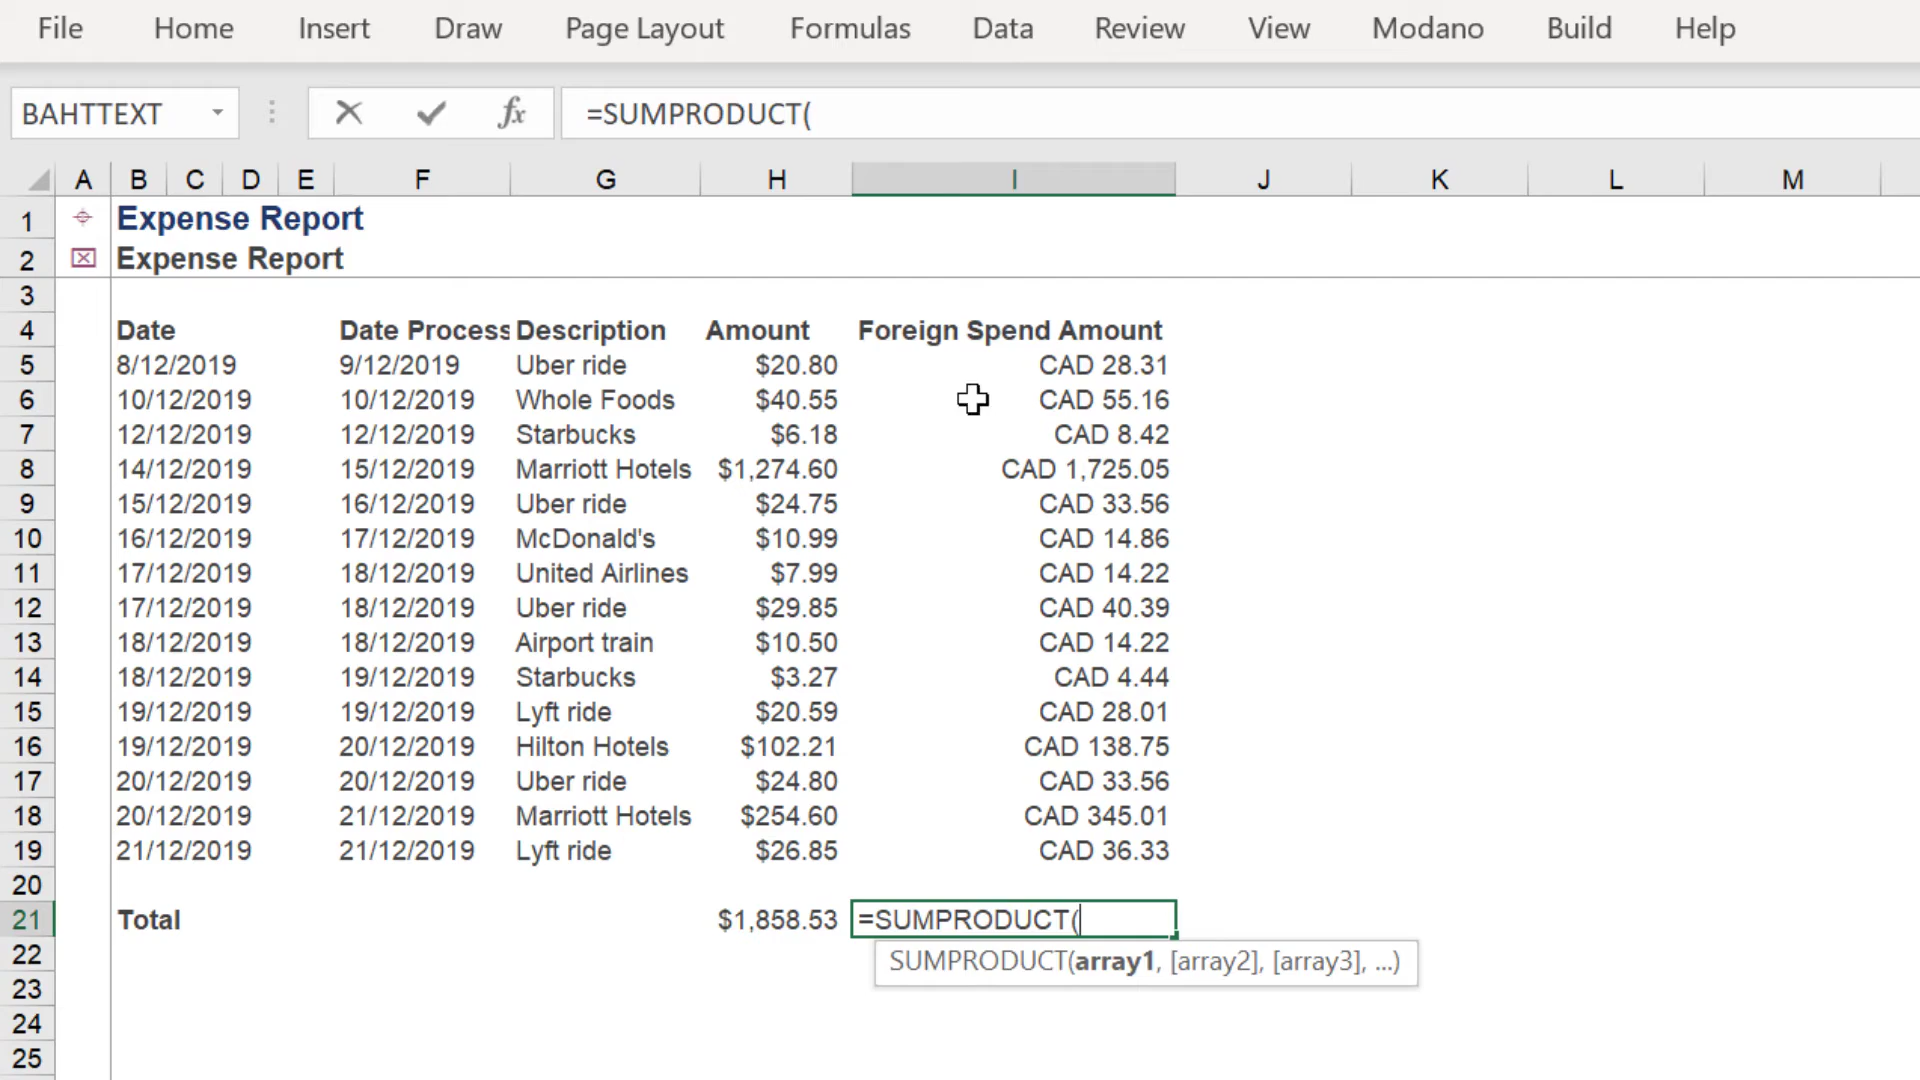 File Home Insert Draw Page Layout Formulas Data Review View Modano Build Help
BAHTTEXT fx =SUMPRODUCT(
A B C D E F G H I J K L M
1 Expense Report
2 Expense Report
3
4 Date Date Process Description Amount Foreign Spend Amount
5 8/12/2019 9/12/2019 Uber ride $20.80 CAD 28.31
6 10/12/2019 10/12/2019 Whole Foods $40.55 CAD 55.16
7 12/12/2019 12/12/2019 Starbucks $6.18 CAD 8.42
8 14/12/2019 15/12/2019 Marriott Hotels $1,274.60 CAD 1,725.05
9 15/12/2019 16/12/2019 Uber ride $24.75 CAD 33.56
10 16/12/2019 17/12/2019 McDonald's $10.99 CAD 14.86
11 17/12/2019 18/12/2019 United Airlines $7.99 CAD 14.22
12 17/12/2019 18/12/2019 Uber ride $29.85 CAD 40.39
13 18/12/2019 18/12/2019 Airport train $10.50 CAD 14.22
14 18/12/2019 19/12/2019 Starbucks $3.27 CAD 4.44
15 19/12/2019 19/12/2019 Lyft ride $20.59 CAD 28.01
16 19/12/2019 20/12/2019 Hilton Hotels $102.21 CAD 138.75
17 20/12/2019 20/12/2019 Uber ride $24.80 CAD 33.56
18 20/12/2019 21/12/2019 Marriott Hotels $254.60 CAD 345.01
19 21/12/2019 21/12/2019 Lyft ride $26.85 CAD 36.33
20
21 Total $1,858.53 =SUMPRODUCT(
22 SUMPRODUCT(array1, [array2], [array3], ...)
23
24
25